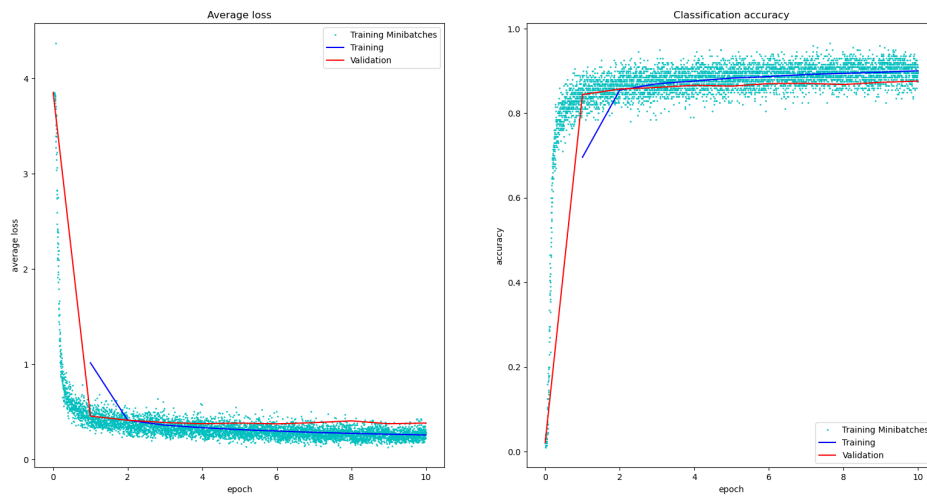 Average loss
Training Minibatches
Training
Validation
4
3
2
1
0
average loss
0 2 4 6 8 10
epoch
Classification accuracy
1.0
0.8
0.6
0.4
0.2
0.0
accuracy
Training Minibatches
Training
Validation
0 2 4 6 8 10
epoch